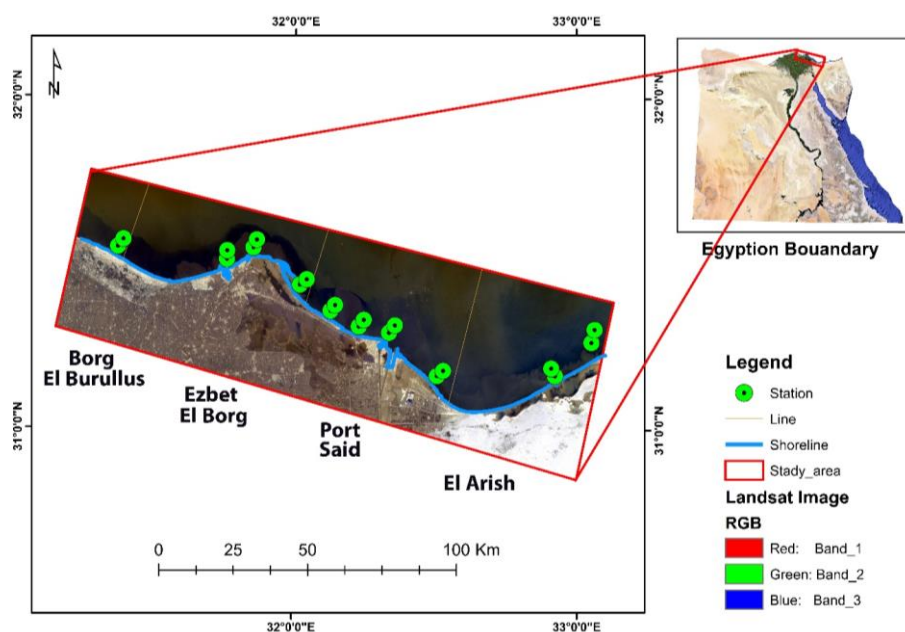 32°0'0"E
33°0'0"E
32°0'0"N
32°0'0"N
N
Egyption Bouandary
Borg
El Burullus
Ezbet
El Borg
Port
Said
El Arish
31°0'0"N
31°0'0"N
Legend
Station
Line
Shoreline
Stady_area
Landsat Image
RGB
Red: Band_1
Green: Band_2
Blue: Band_3
0 25 50 100 Km
32°0'0"E
33°0'0"E